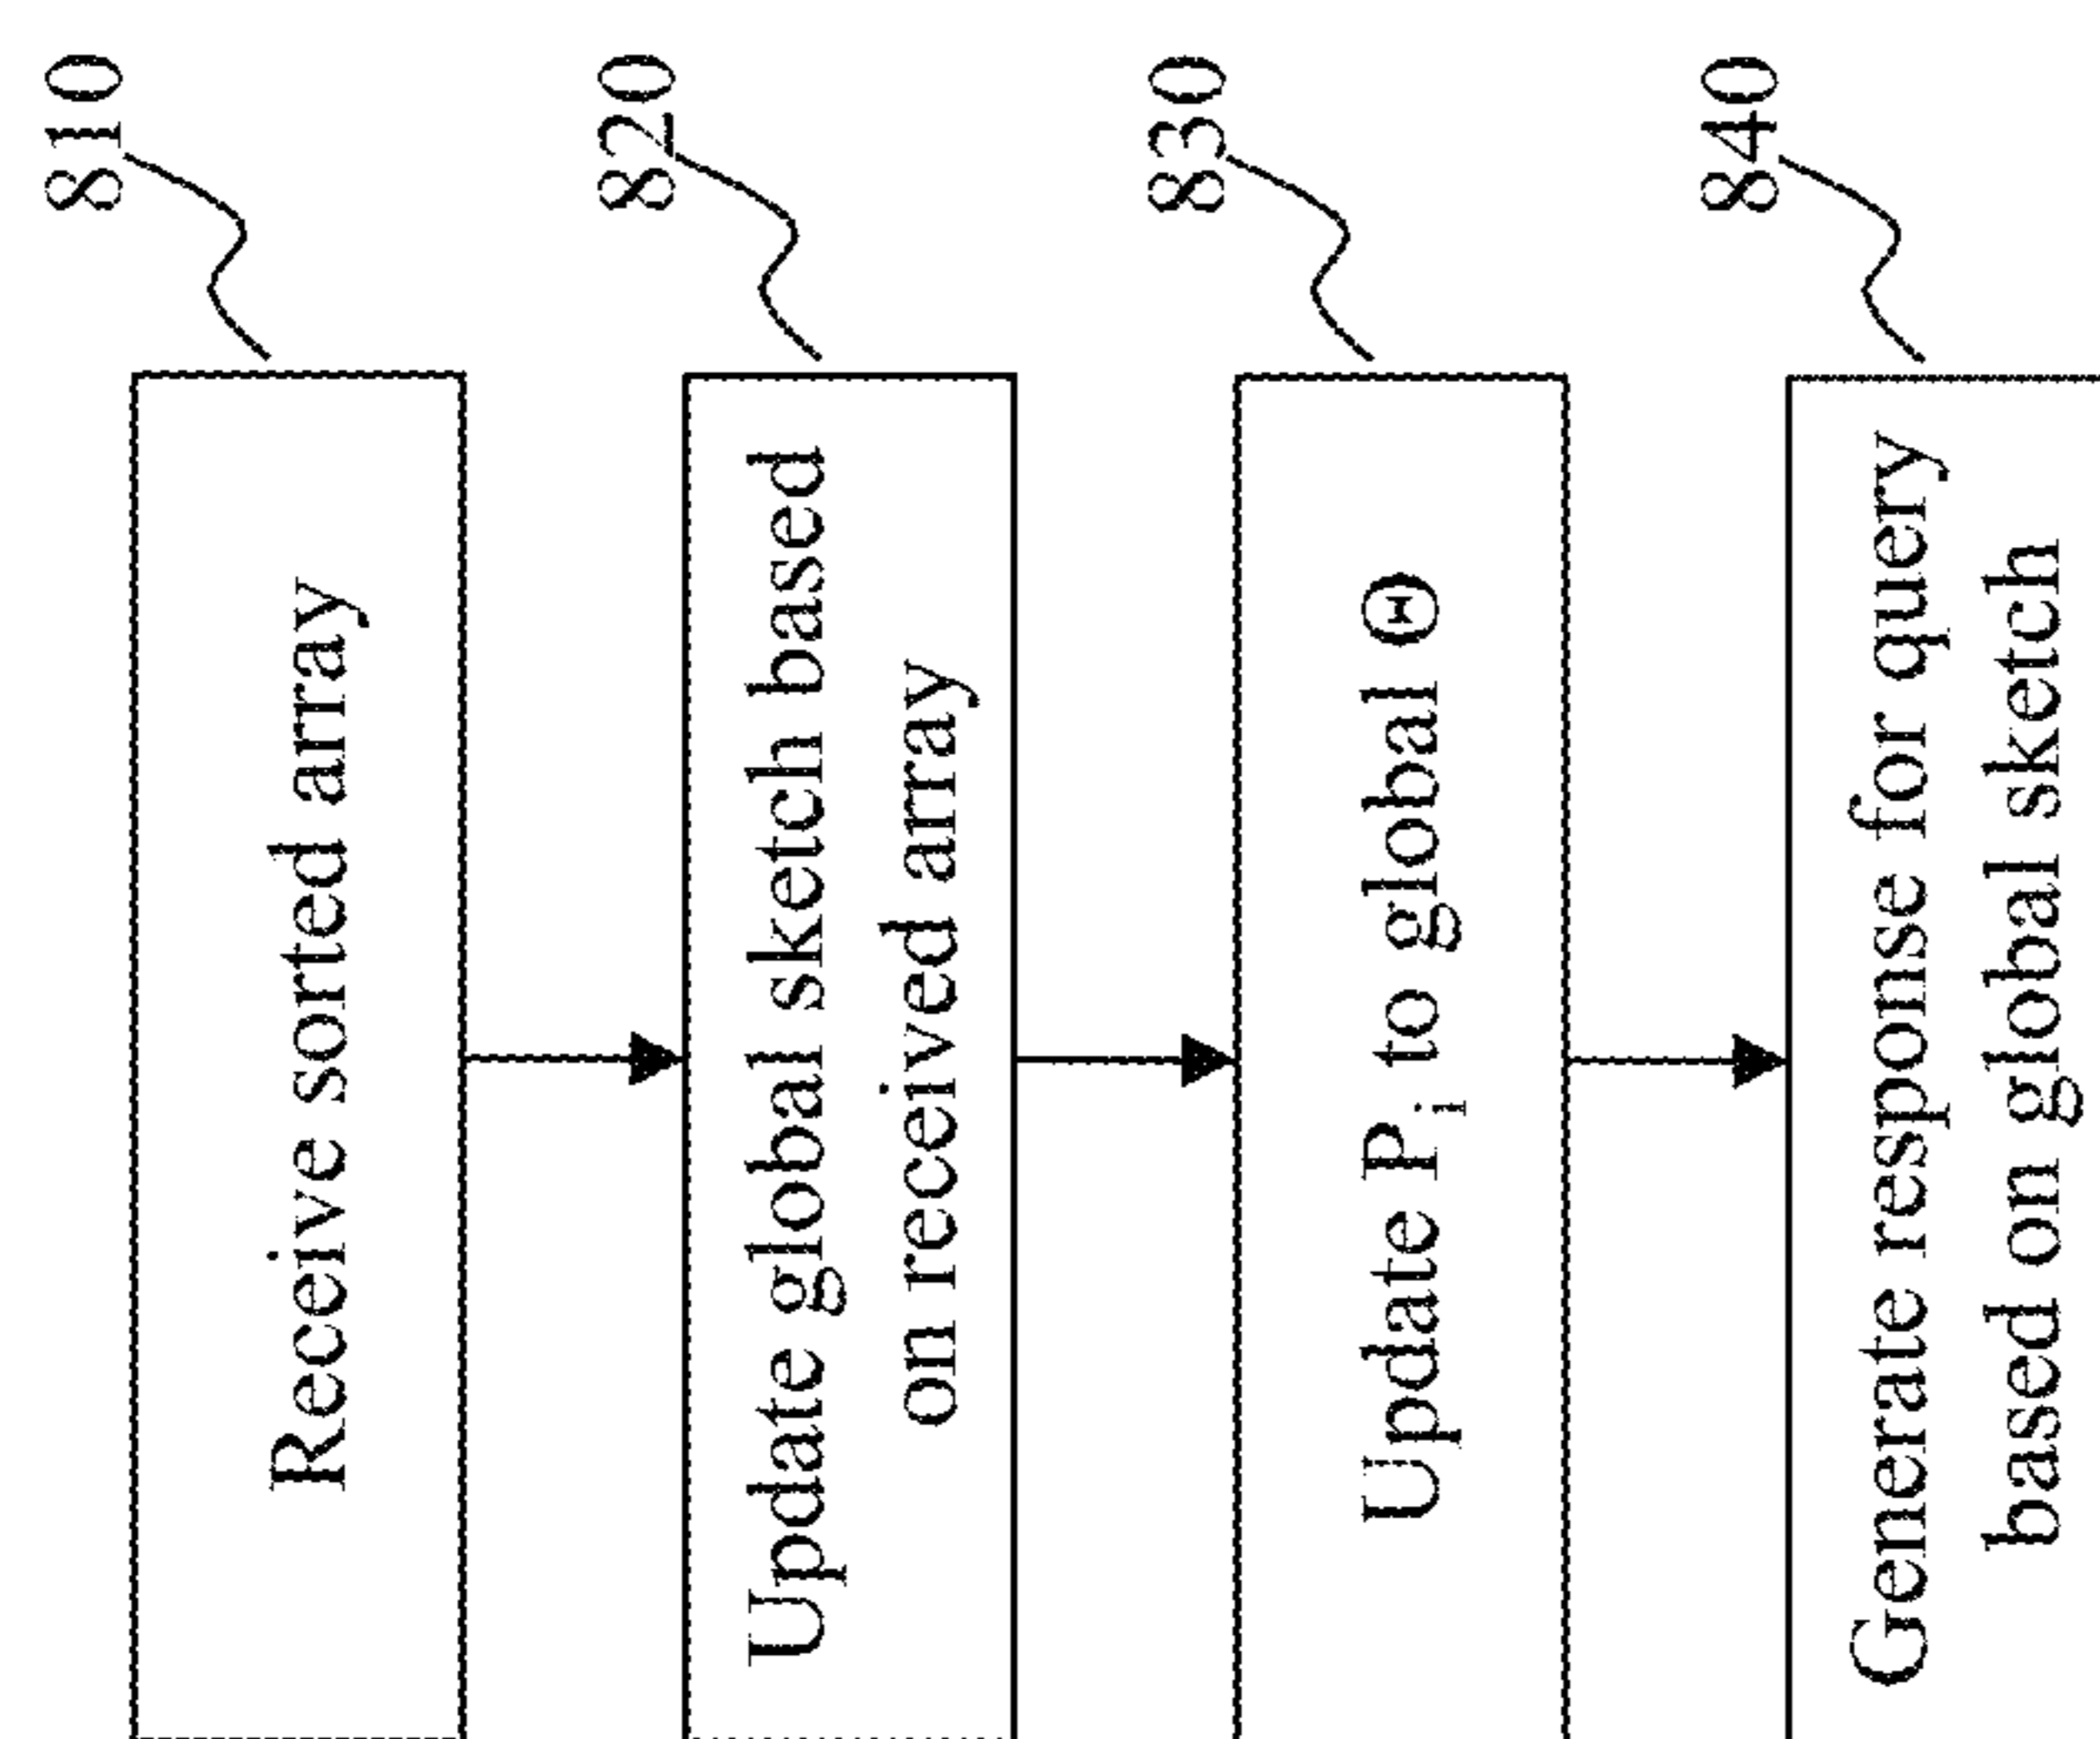 810
Receive sorted array
820
Update global sketch based
on received array
830
Update Pᵢ to global Θ
840
Generate response for query
based on global sketch